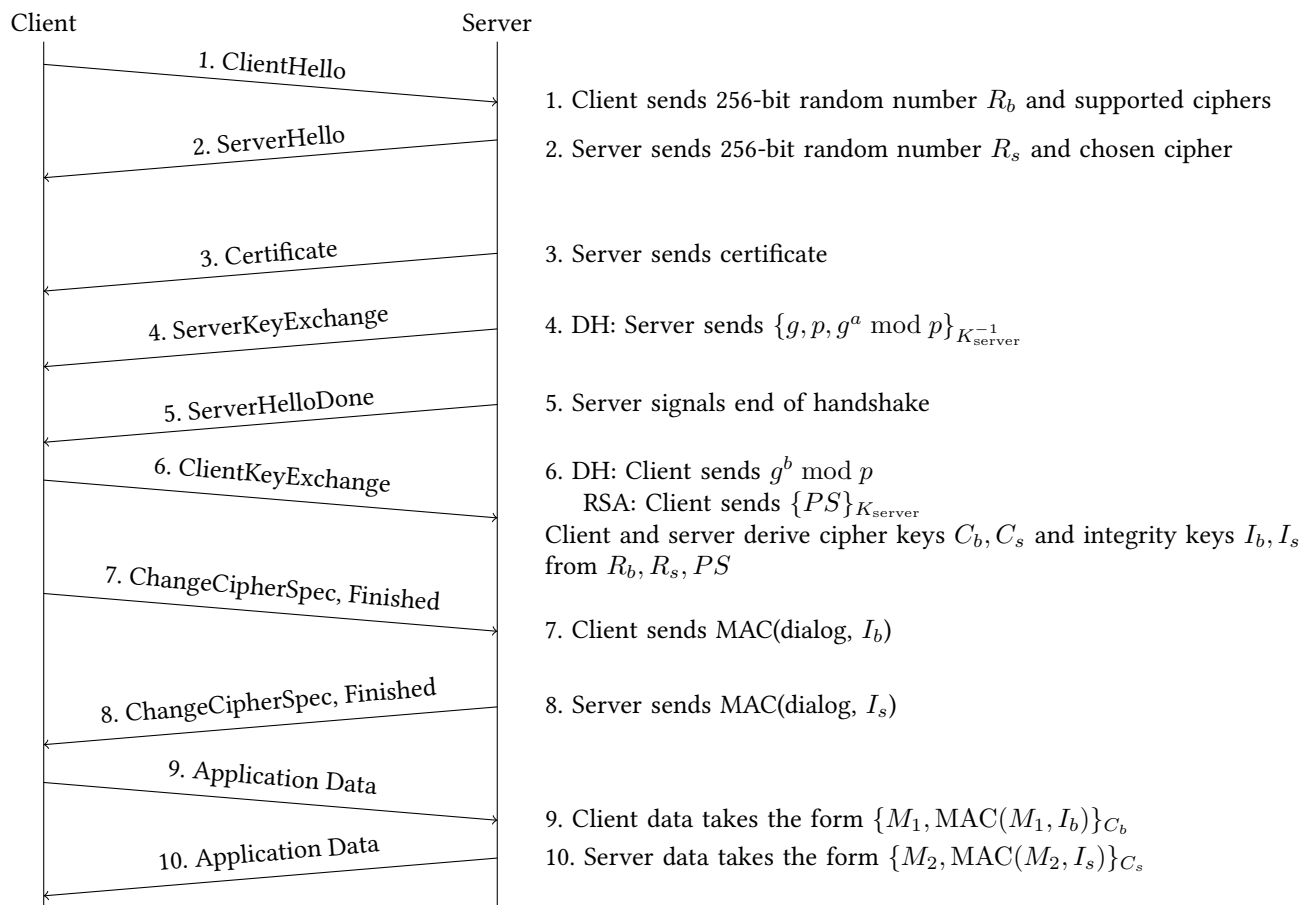 Client
Server
1. ClientHello
1. Client sends 256-bit random number R_b and supported ciphers
2. ServerHello
2. Server sends 256-bit random number R_s and chosen cipher
3. Certificate
3. Server sends certificate
4. ServerKeyExchange
4. DH: Server sends {g, p, g^a mod p}_{K_{server}^{-1}}
5. ServerHelloDone
5. Server signals end of handshake
6. ClientKeyExchange
6. DH: Client sends g^b mod p
RSA: Client sends {PS}_{K_{server}}
Client and server derive cipher keys C_b, C_s and integrity keys I_b, I_s
from R_b, R_s, PS
7. ChangeCipherSpec, Finished
7. Client sends MAC(dialog, I_b)
8. ChangeCipherSpec, Finished
8. Server sends MAC(dialog, I_s)
9. Application Data
9. Client data takes the form {M_1, MAC(M_1, I_b)}_{C_b}
10. Application Data
10. Server data takes the form {M_2, MAC(M_2, I_s)}_{C_s}